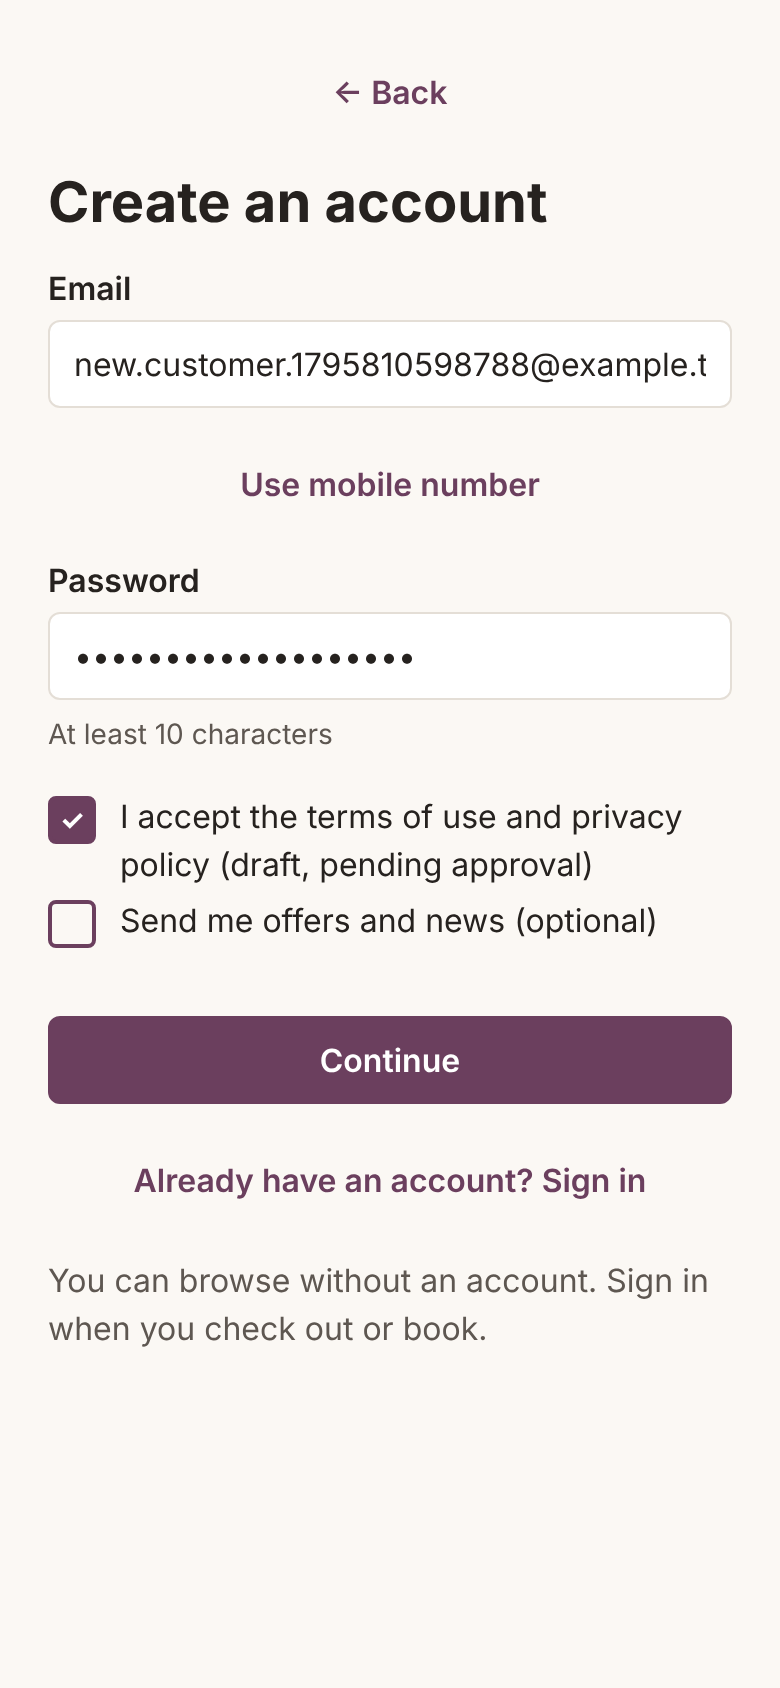 ← Back
Create an account
Email
new.customer.1795810598788@example.t
Use mobile number
Password
•••••••••••••••••••
At least 10 characters
I accept the terms of use and privacy
policy (draft, pending approval)
Send me offers and news (optional)
Continue
Already have an account? Sign in
You can browse without an account. Sign in
when you check out or book.